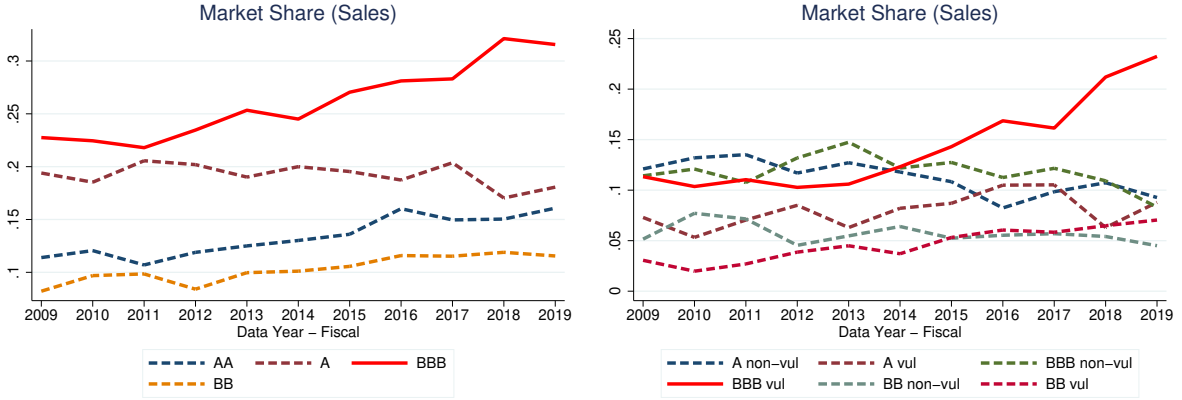 Market Share (Sales)
.3
.25
.2
.15
.1
2009 2010 2011 2012 2013 2014 2015 2016 2017 2018 2019
Data Year – Fiscal
AA A BBB
BB
Market Share (Sales)
.25
.2
.15
.1
.05
0
2009 2010 2011 2012 2013 2014 2015 2016 2017 2018 2019
Data Year – Fiscal
A non–vul A vul BBB non–vul
BBB vul BB non–vul BB vul